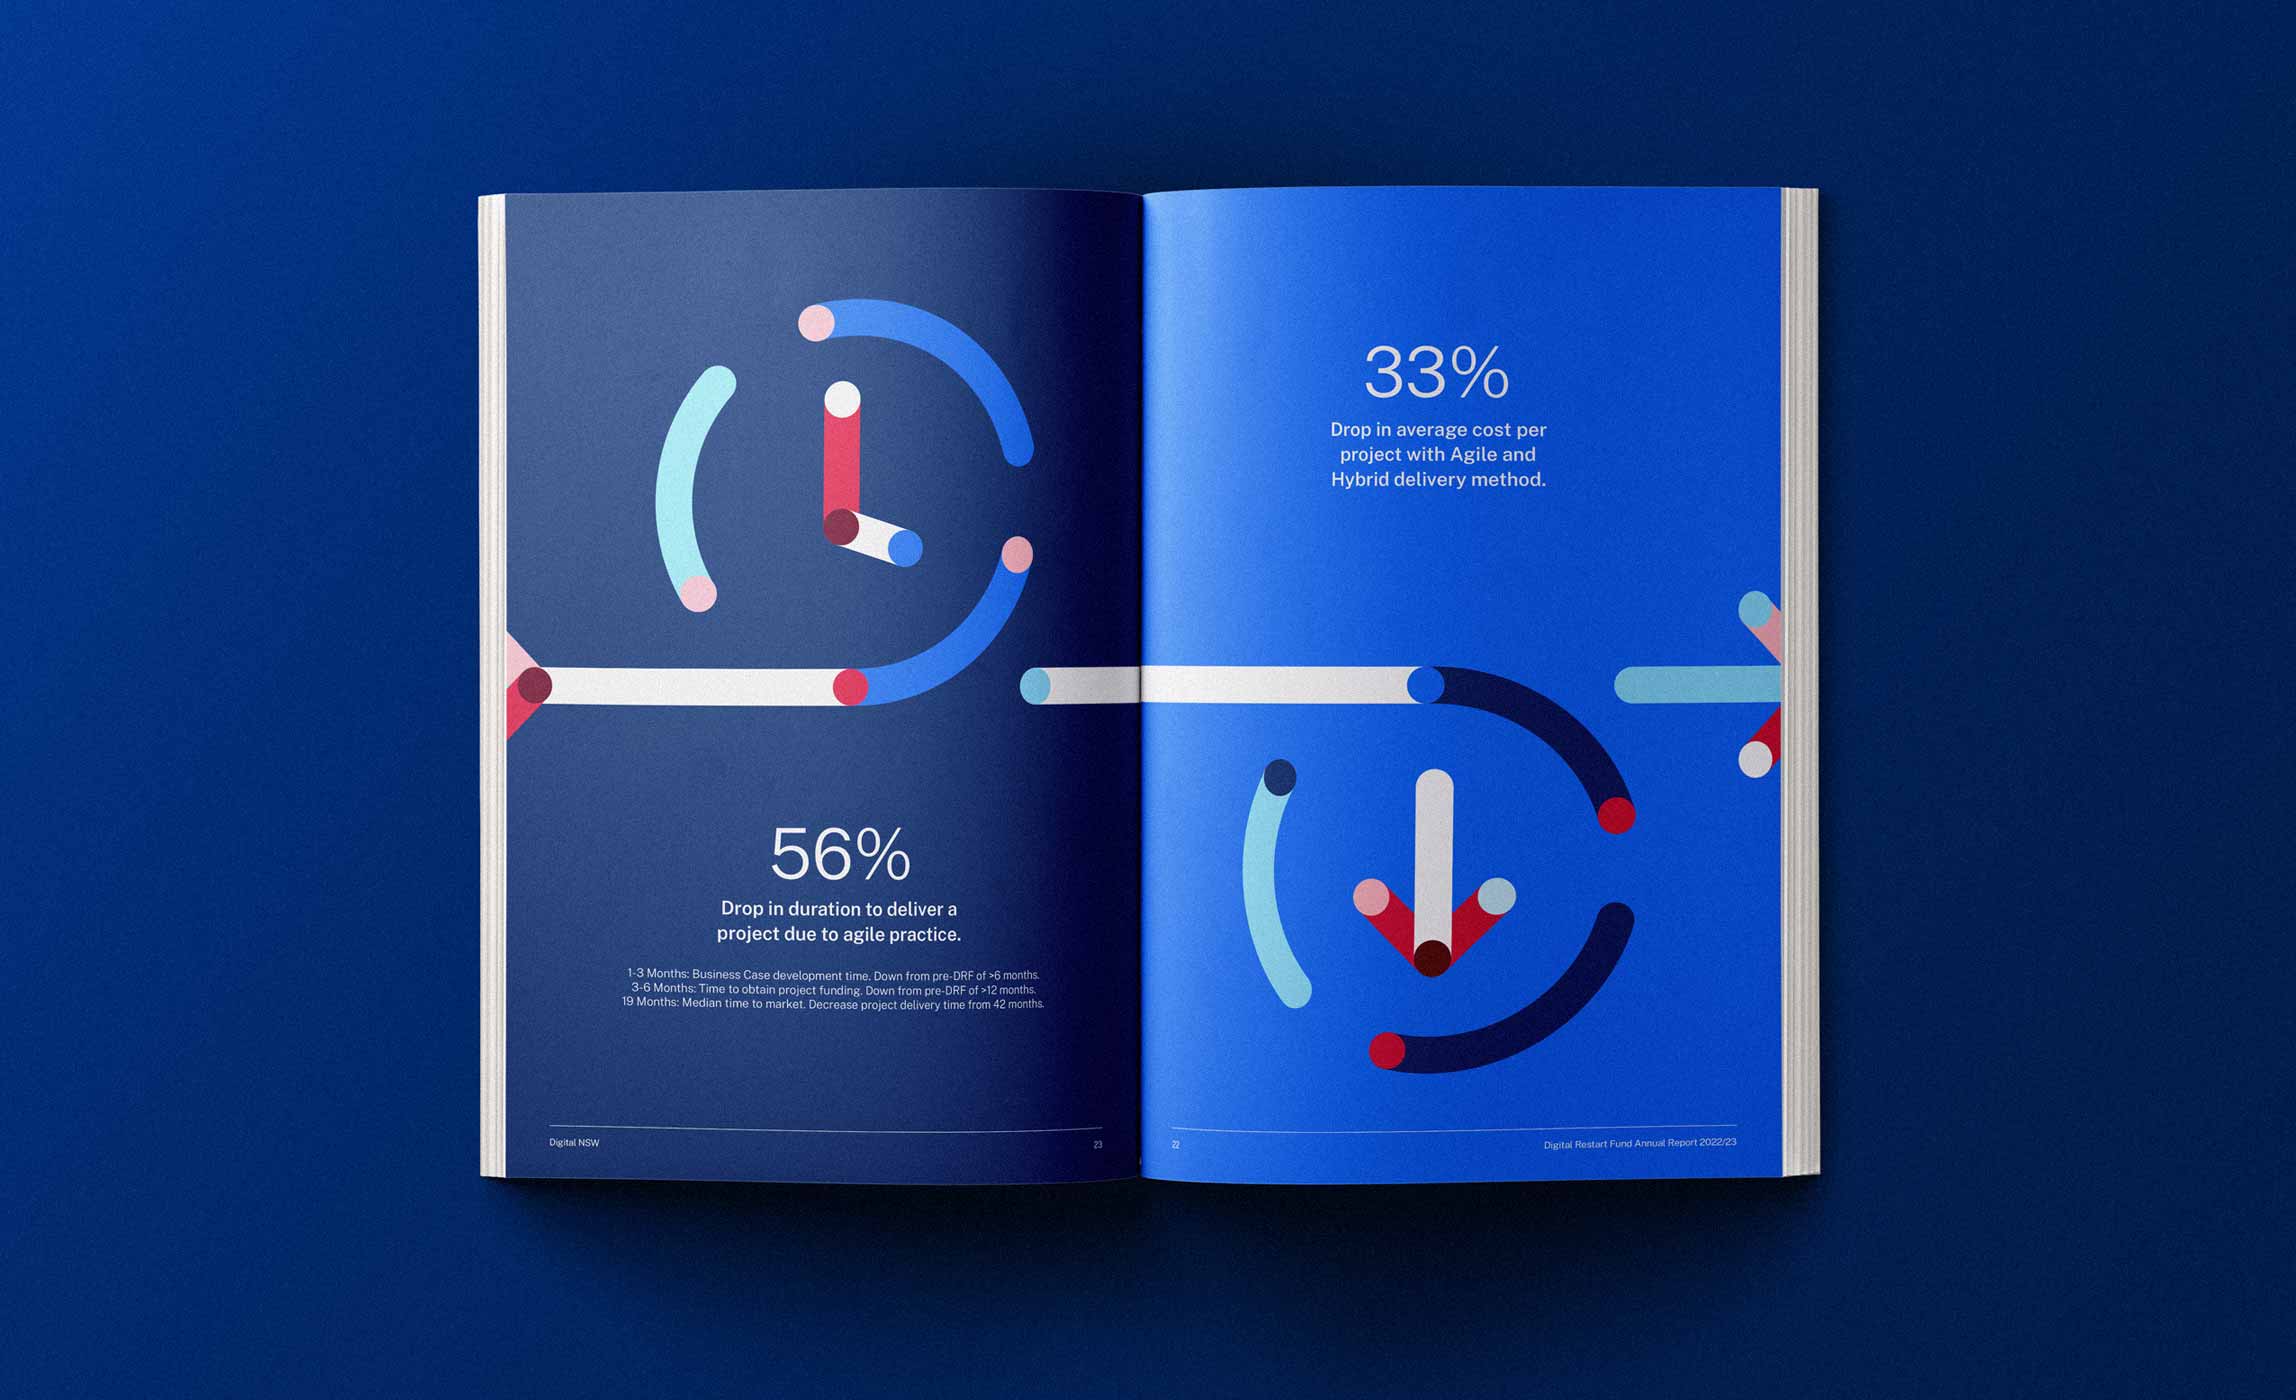 56%
Drop in duration to deliver a
project due to agile practice.
1-3 Months: Business Case development time. Down from pre-DRF of >6 months.
3-6 Months: Time to obtain project funding. Down from pre-DRF of >12 months.
19 Months: Median time to market. Decrease project delivery time from 42 months.
Digital NSW
23
33%
Drop in average cost per
project with Agile and
Hybrid delivery method.
22
Digital Restart Fund Annual Report 2022/23